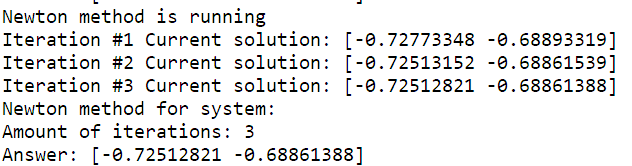 Newton method is running
Iteration #1 Current solution: [-0.72773348 -0.68893319]
Iteration #2 Current solution: [-0.72513152 -0.68861539]
Iteration #3 Current solution: [-0.72512821 -0.68861388]
Newton method for system:
Amount of iterations: 3
Answer: [-0.72512821 -0.68861388]